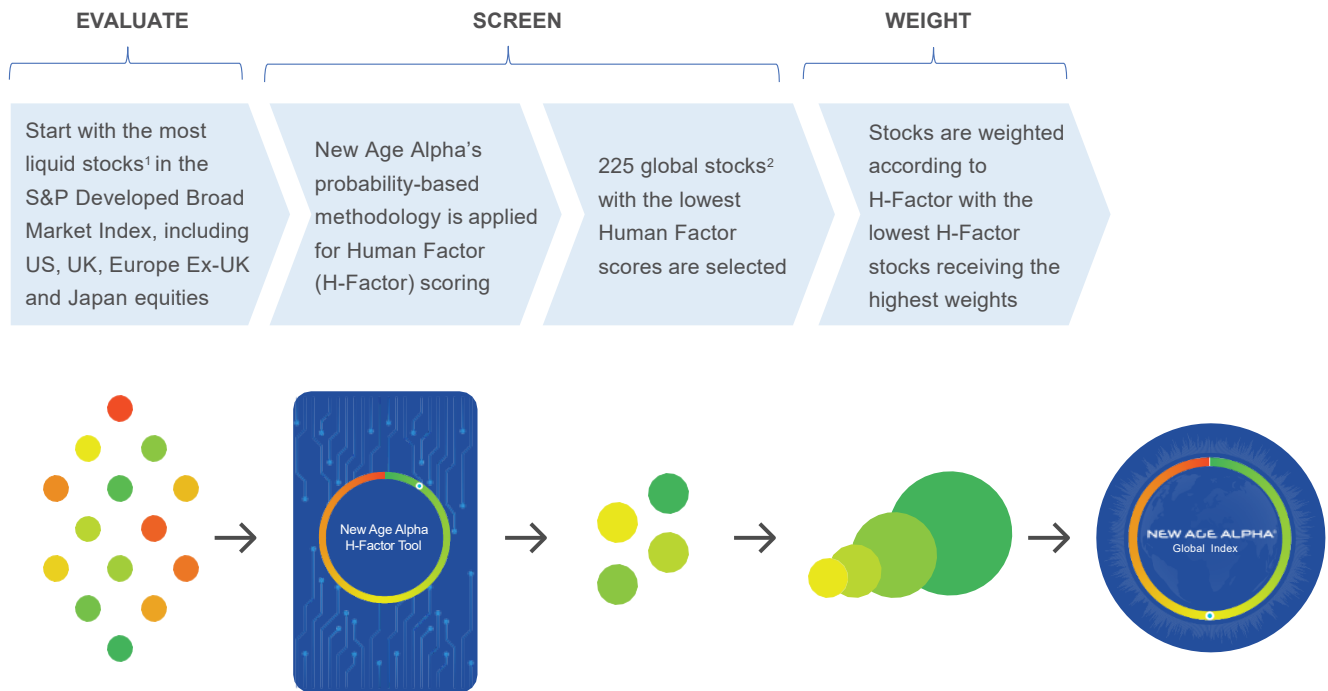 EVALUATE
SCREEN
WEIGHT
Start with the most
liquid stocks¹ in the
S&P Developed Broad
Market Index, including
US, UK, Europe Ex-UK
and Japan equities
New Age Alpha’s
probability-based
methodology is applied
for Human Factor
(H-Factor) scoring
225 global stocks²
with the lowest
Human Factor
scores are selected
Stocks are weighted
according to
H-Factor with the
lowest H-Factor
stocks receiving the
highest weights
New Age Alpha
H-Factor Tool
NEW AGE ALPHA®
Global Index